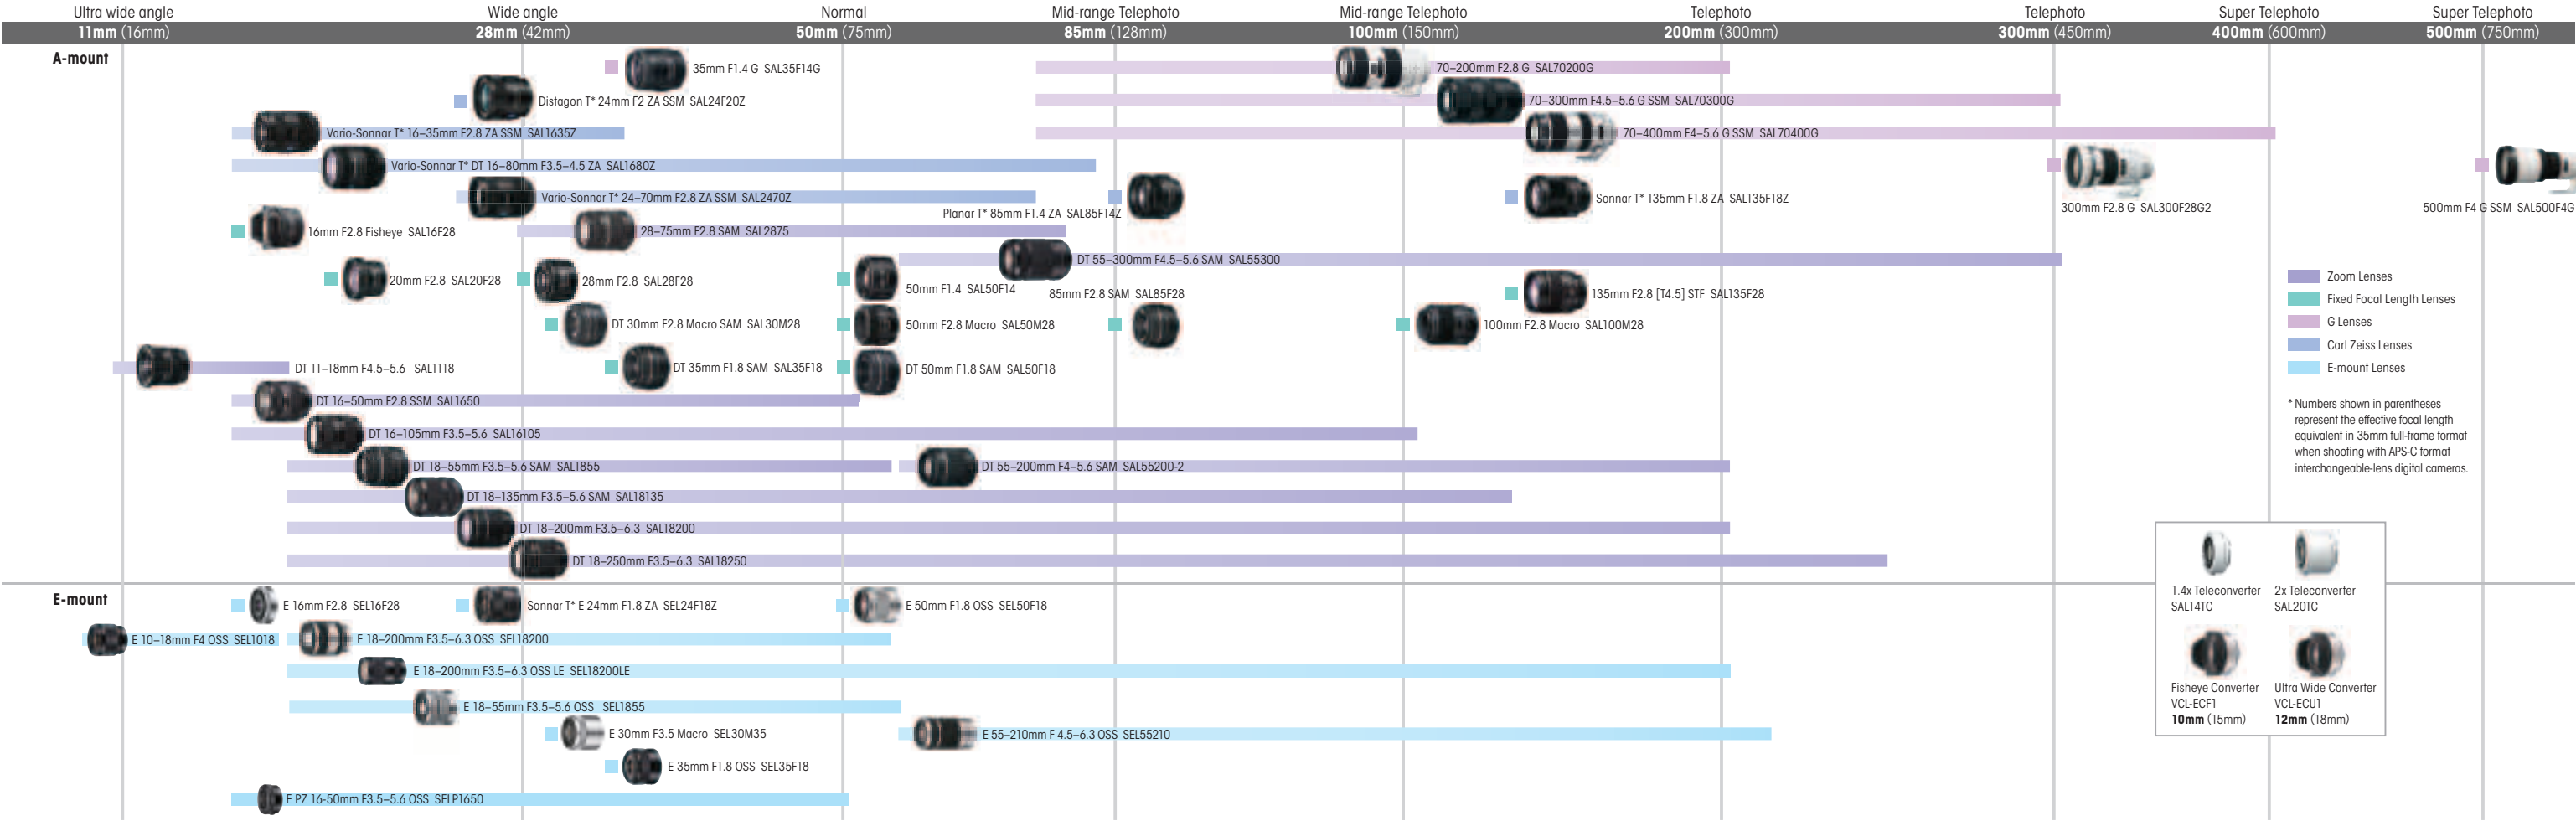 Ultra wide angle
Wide angle
Normal
Mid-range Telephoto
Mid-range Telephoto
Telephoto
Telephoto
Super Telephoto
Super Telephoto
11mm (16mm)
28mm (42mm)
50mm (75mm)
85mm (128mm)
100mm (150mm)
200mm (300mm)
300mm (450mm)
400mm (600mm)
500mm (750mm)
A-mount
35mm F1.4 G SAL35F14G
70–200mm F2.8 G SAL70200G
Distagon T* 24mm F2 ZA SSM SAL24F20Z
70–300mm F4.5–5.6 G SSM SAL70300G
Vario-Sonnar T* 16–35mm F2.8 ZA SSM SAL1635Z
70–400mm F4–5.6 G SSM SAL70400G
Vario-Sonnar T* DT 16–80mm F3.5–4.5 ZA SAL1680Z
Vario-Sonnar T* 24–70mm F2.8 ZA SSM SAL2470Z
Planar T* 85mm F1.4 ZA SAL85F14Z
Sonnar T* 135mm F1.8 ZA SAL135F18Z
300mm F2.8 G SAL300F28G2
500mm F4 G SSM SAL500F4G
16mm F2.8 Fisheye SAL16F28
28–75mm F2.8 SAM SAL2875
DT 55–300mm F4.5–5.6 SAM SAL55300
20mm F2.8 SAL20F28
28mm F2.8 SAL28F28
50mm F1.4 SAL50F14
85mm F2.8 SAM SAL85F28
135mm F2.8 [T4.5] STF SAL135F28
DT 30mm F2.8 Macro SAM SAL30M28
50mm F2.8 Macro SAL50M28
100mm F2.8 Macro SAL100M28
DT 11–18mm F4.5–5.6 SAL1118
DT 35mm F1.8 SAM SAL35F18
DT 50mm F1.8 SAM SAL50F18
DT 16–50mm F2.8 SSM SAL1650
DT 16–105mm F3.5–5.6 SAL16105
DT 18–55mm F3.5–5.6 SAM SAL1855
DT 55–200mm F4–5.6 SAM SAL55200-2
DT 18–135mm F3.5–5.6 SAM SAL18135
DT 18–200mm F3.5–6.3 SAL18200
DT 18–250mm F3.5–6.3 SAL18250
Zoom Lenses
Fixed Focal Length Lenses
G Lenses
Carl Zeiss Lenses
E-mount Lenses
* Numbers shown in parentheses
represent the effective focal length
equivalent in 35mm full-frame format
when shooting with APS-C format
interchangeable-lens digital cameras.
E-mount
E 16mm F2.8 SEL16F28
Sonnar T* E 24mm F1.8 ZA SEL24F18Z
E 50mm F1.8 OSS SEL50F18
E 10–18mm F4 OSS SEL1018
E 18–200mm F3.5–6.3 OSS SEL18200
E 18–200mm F3.5–6.3 OSS LE SEL18200LE
E 18–55mm F3.5–5.6 OSS SEL1855
E 30mm F3.5 Macro SEL30M35
E 55–210mm F 4.5–6.3 OSS SEL55210
E 35mm F1.8 OSS SEL35F18
E PZ 16-50mm F3.5–5.6 OSS SELP1650
1.4x Teleconverter
SAL14TC
2x Teleconverter
SAL20TC
Fisheye Converter
VCL-ECF1
10mm (15mm)
Ultra Wide Converter
VCL-ECU1
12mm (18mm)